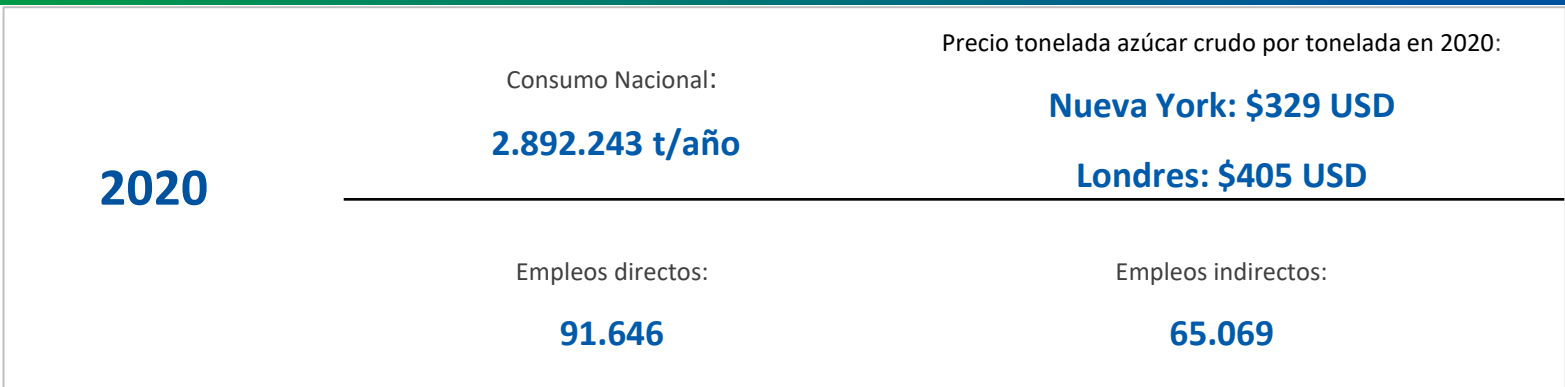 2020
Consumo Nacional:
2.892.243 t/año
Precio tonelada azúcar crudo por tonelada en 2020:
Nueva York: $329 USD
Londres: $405 USD
Empleos directos:
91.646
Empleos indirectos:
65.069